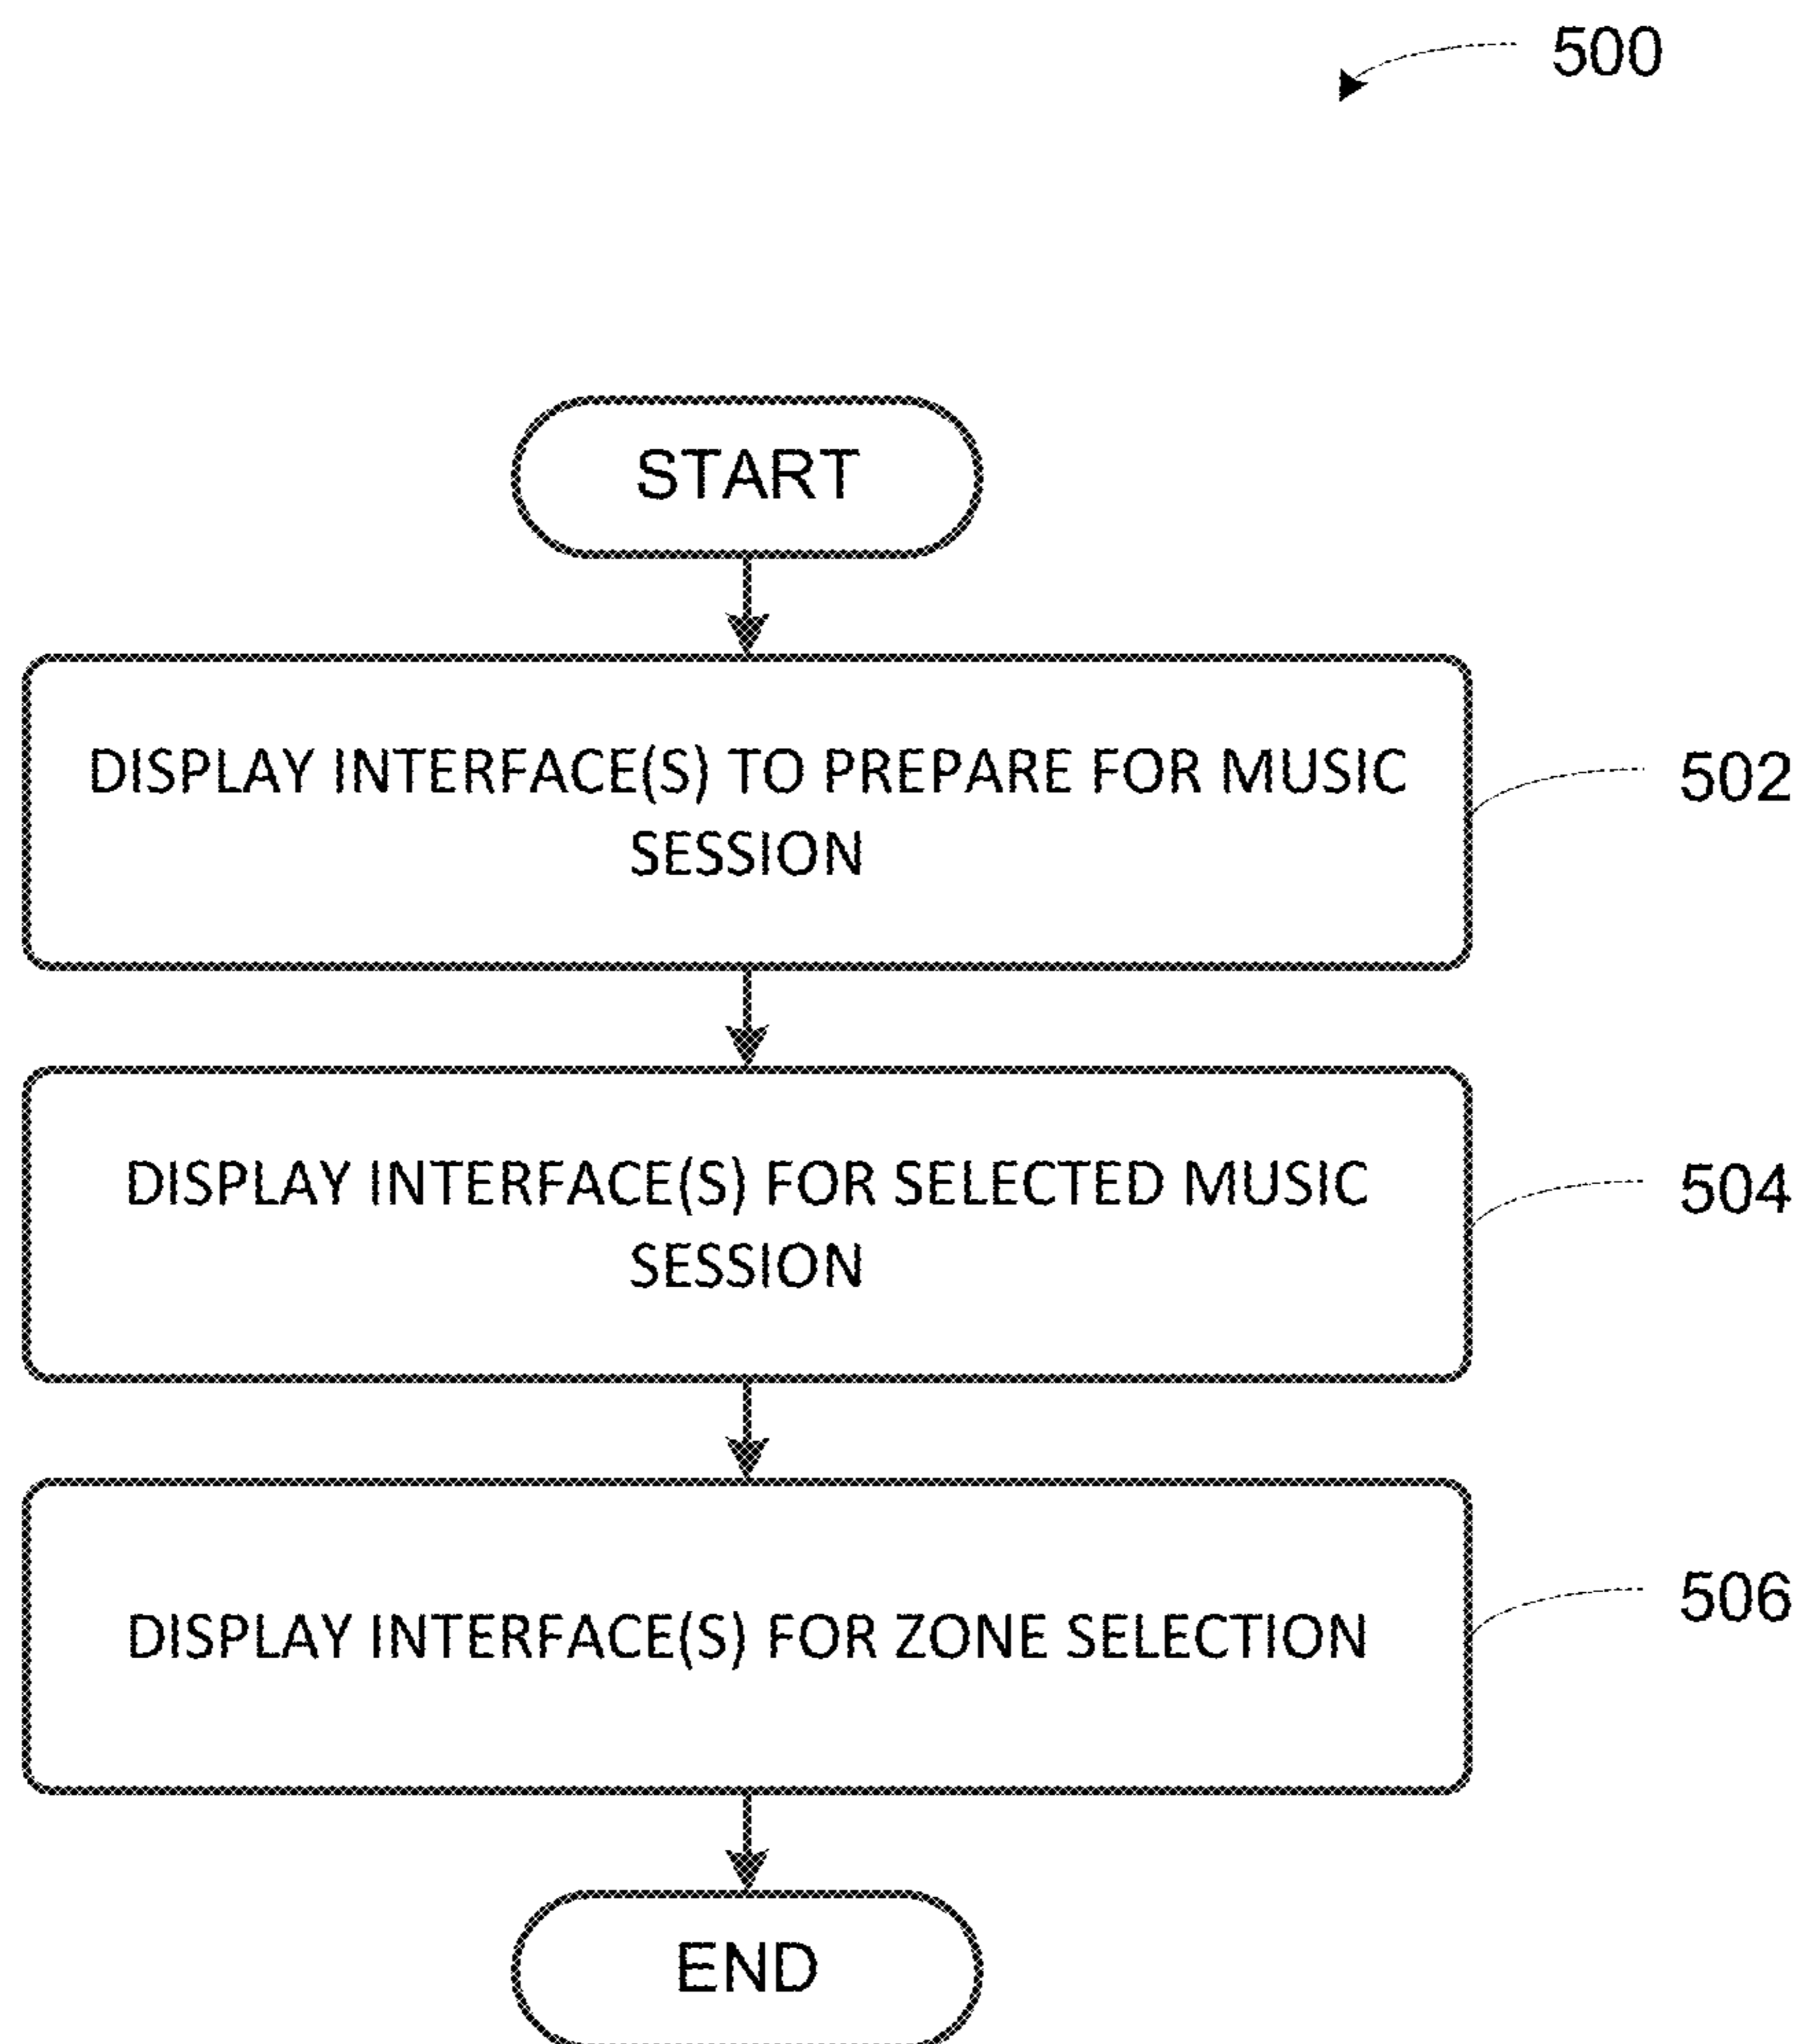 500
START
DISPLAY INTERFACE(S) TO PREPARE FOR MUSIC
SESSION
502
DISPLAY INTERFACE(S) FOR SELECTED MUSIC
SESSION
504
DISPLAY INTERFACE(S) FOR ZONE SELECTION
506
END